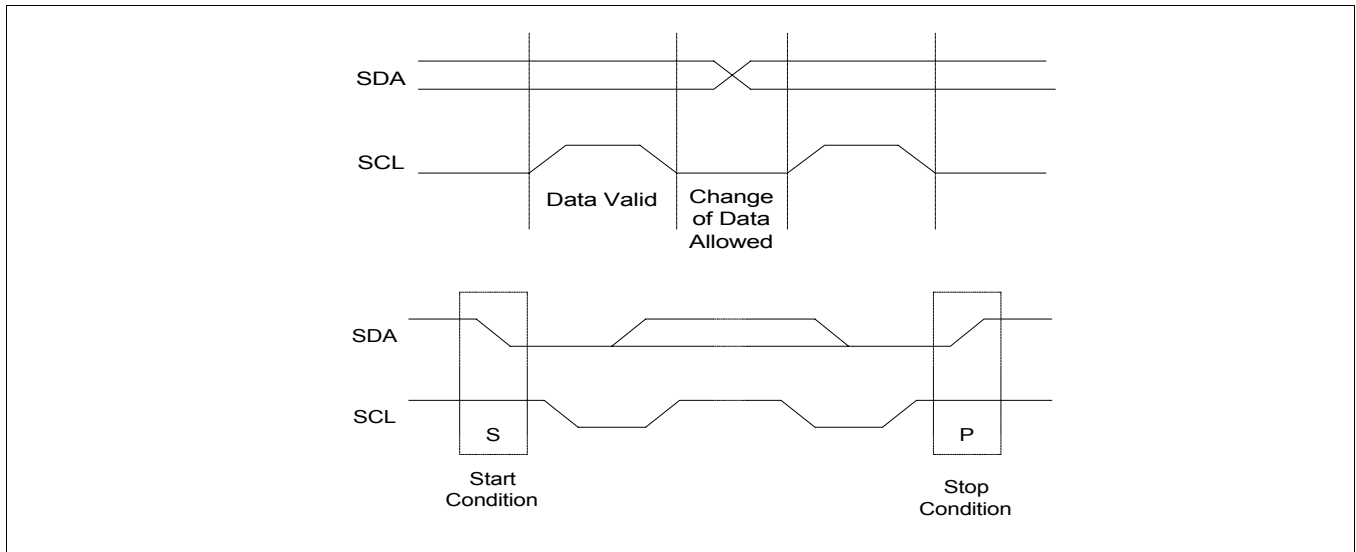 SDA
SCL
Data Valid
Change
of Data
Allowed
SDA
SCL
S
P
Start
Condition
Stop
Condition